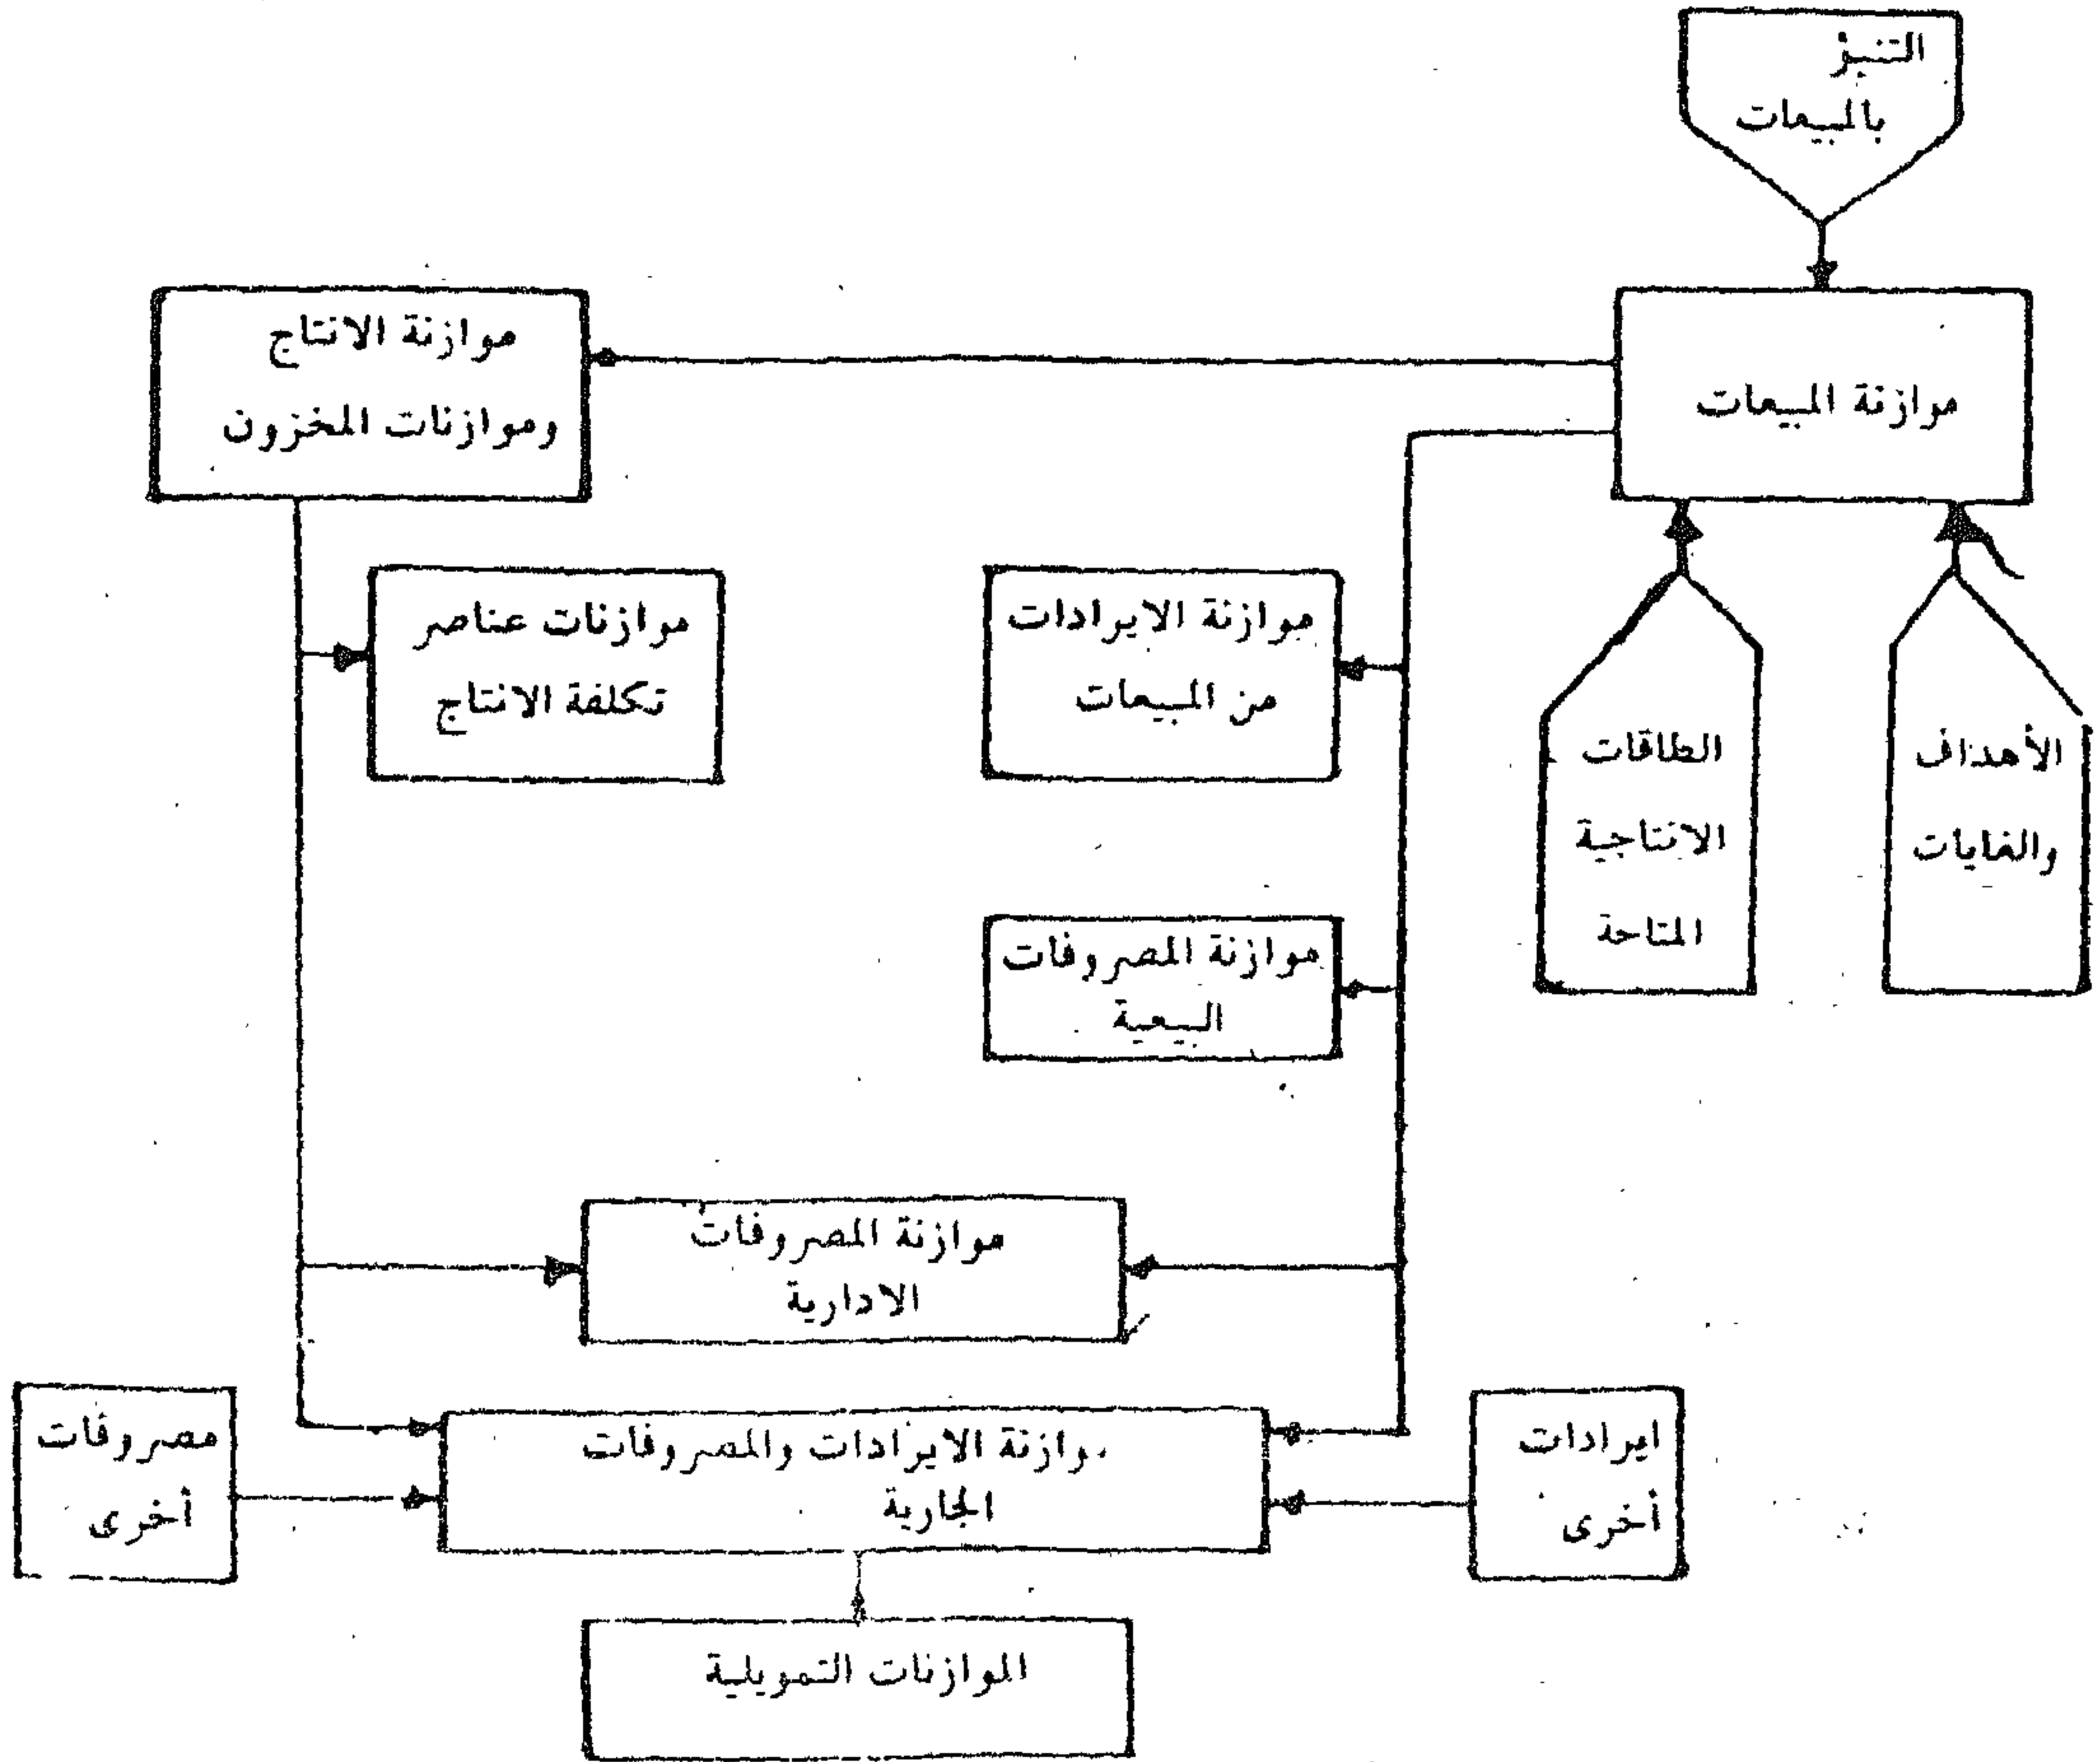 التنبؤ
بالمبيعات
موازنة المبيعات
موازنة الانتاج
وموازنات المخزون
الأهداف
والغايات
الطاقات
الانتاجية
المتاحة
موازنة الايرادات
من المبيعات
موازنات عناصر
تكلفة الانتاج
موازنة المصروفات
البيعية
موازنة المصروفات
الادارية
ايرادات
أخرى
موازنة الايرادات والمصروفات
الجارية
مصروفات
أخرى
الموازنات التمويلية